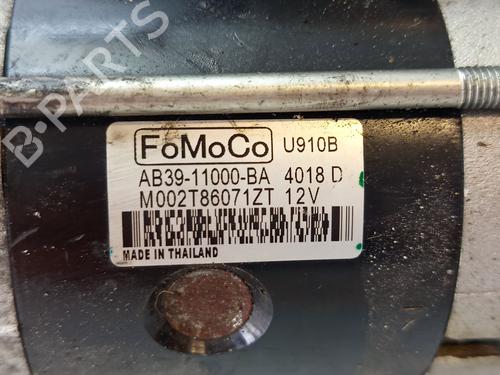 FoMoCo U910B
AB39-11000-BA 4018 D
M002T86071ZT 12V
MADE IN THAILAND
B-PARTS